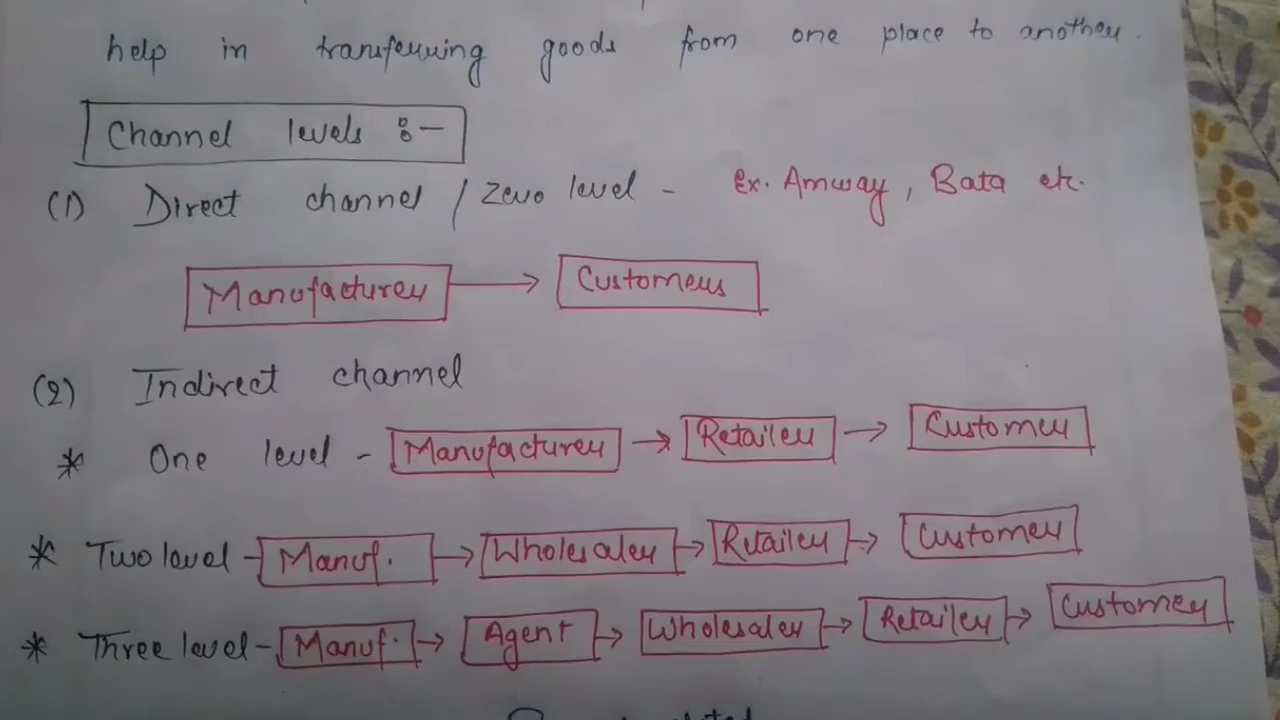 help in transferring goods from one place to another.
Channel levels :-
(1) Direct channel / Zero level - Ex. Amway, Bata etc.
Manufacturer → Customers
(2) Indirect channel
* One level - Manufacturer → Retailer → Customer
* Two level - Manuf. → Wholesaler → Retailer → Customer
* Three level - Manuf. → Agent → Wholesaler → Retailer → Customer